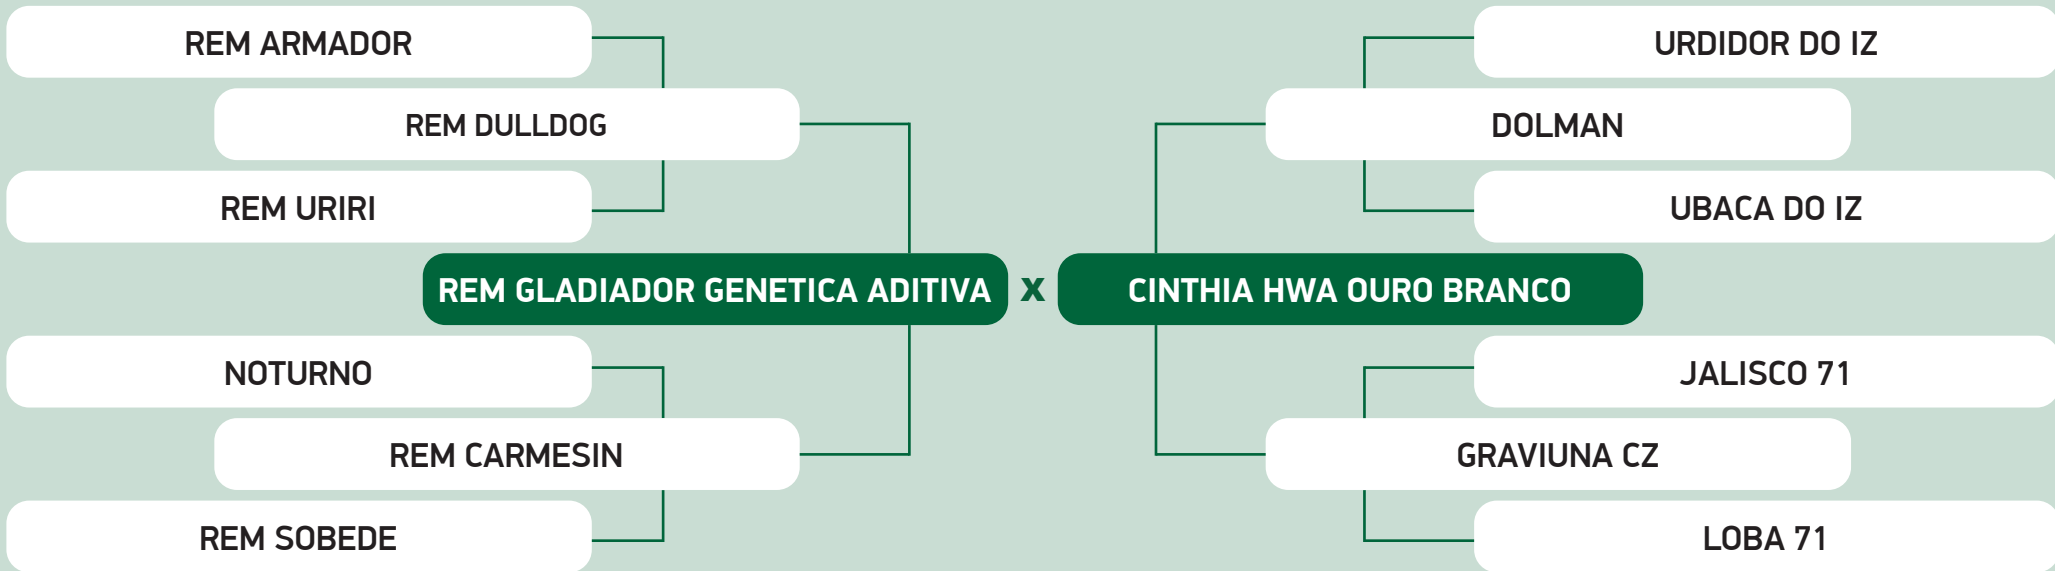 REM ARMADOR
URDIDOR DO IZ
REM DULLDOG
DOLMAN
REM URIRI
UBACA DO IZ
REM GLADIADOR GENETICA ADITIVA X CINTHIA HWA OURO BRANCO
NOTURNO
JALISCO 71
REM CARMESIN
GRAVIUNA CZ
REM SOBEDE
LOBA 71